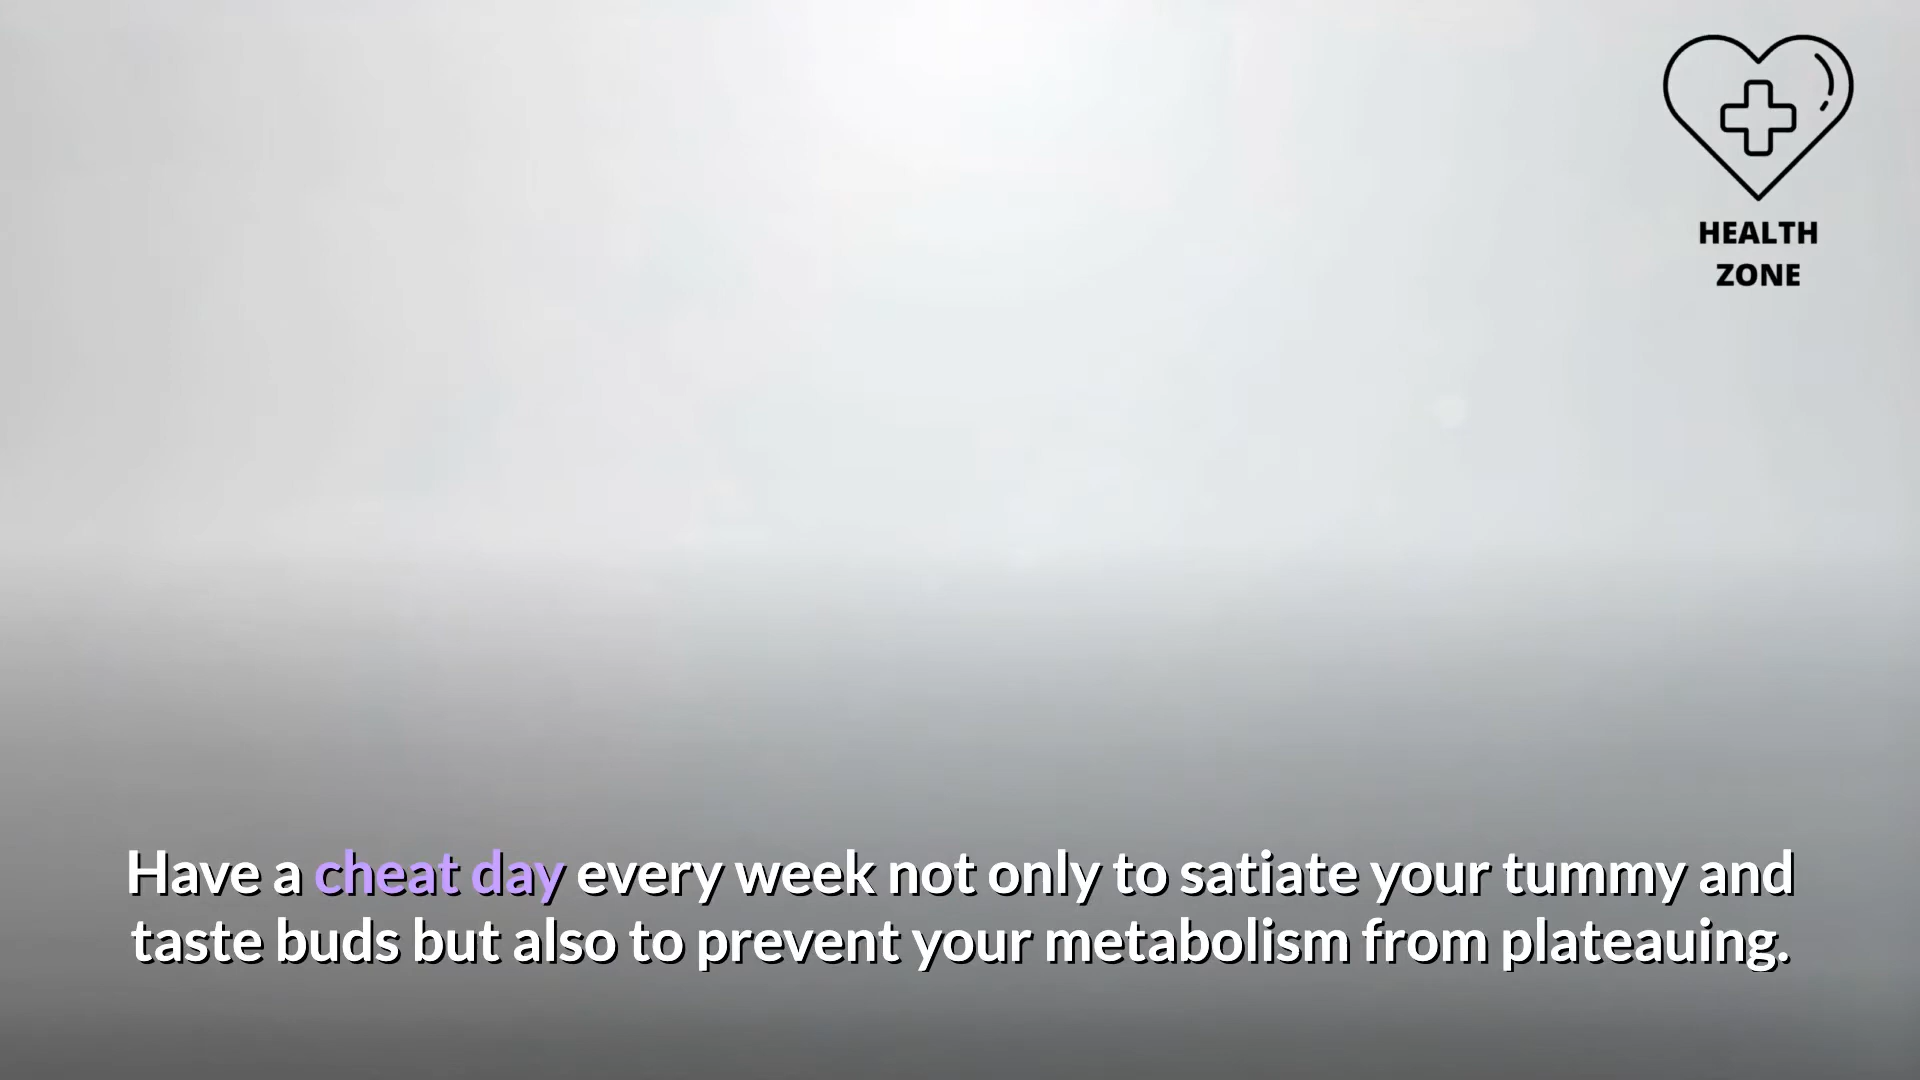 HEALTH
ZONE
Have a cheat day every week not only to satiate your tummy and
taste buds but also to prevent your metabolism from plateauing.